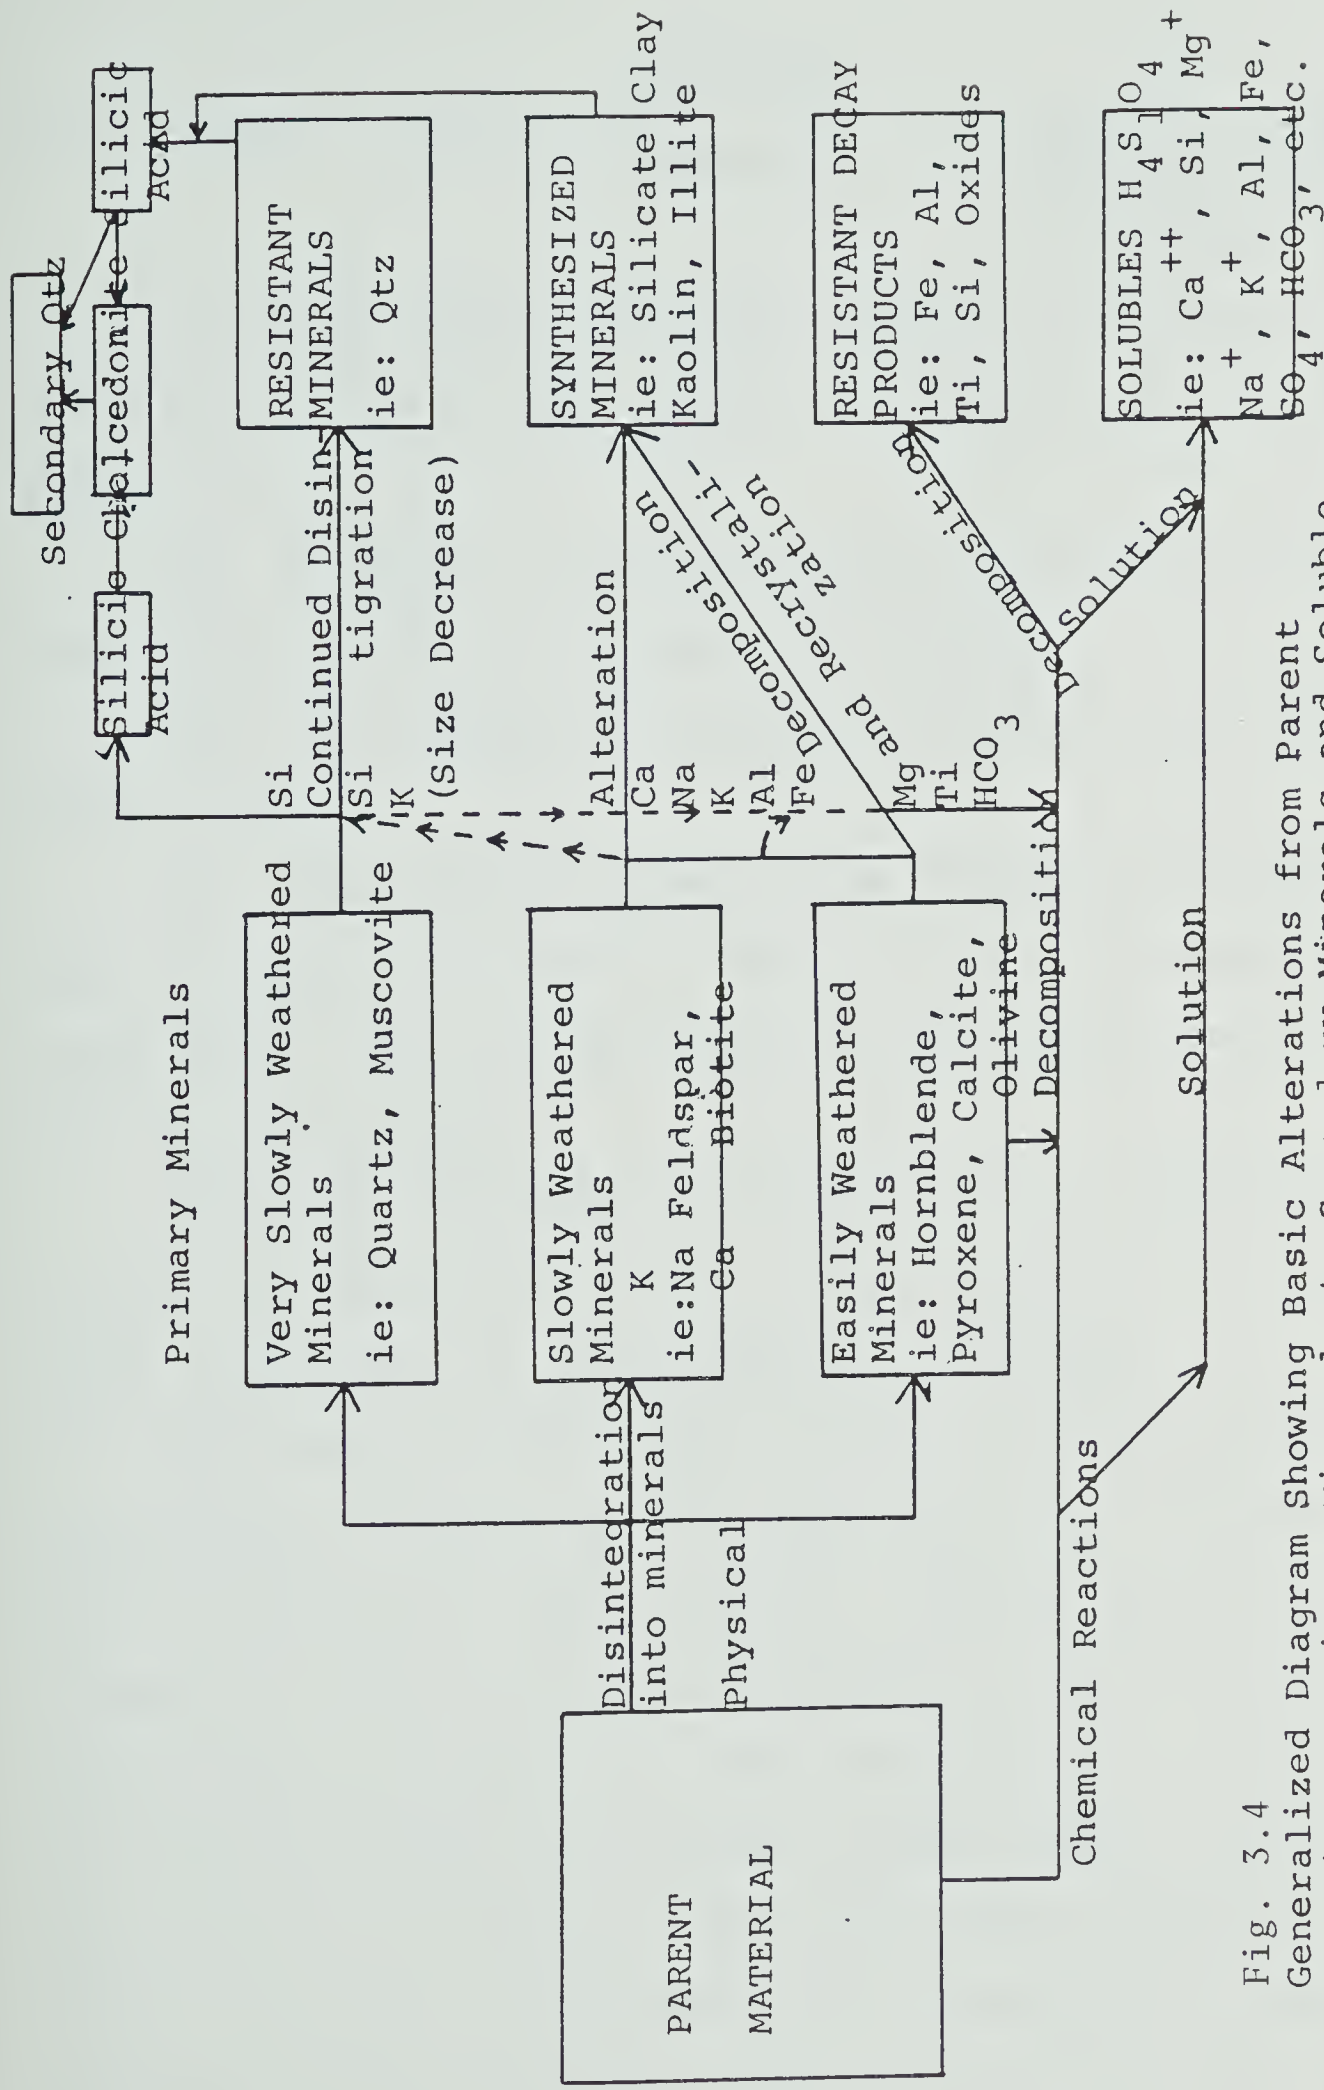 Primary Minerals
Secondary Qtz
Silicic
Acid
Chalcedonite
Silicic
Acid
PARENT
MATERIAL
Disintegration
into minerals
Physical
Chemical Reactions
Very Slowly Weathered
Minerals
ie: Quartz, Muscovite
Slowly Weathered
Minerals
K
ie:Na Feldspar,
Ca Biotite
Easily Weathered
Minerals
ie: Hornblende,
Pyroxene, Calcite,
Olivine
Decomposition
Solution
Si
Continued Disin-
tigration
Si
K
(Size Decrease)
Alteration
Ca
Na
K
Al
Fe
Mg
Ti
HCO3
Decomposition
and Recrystali-
zation
Decomposition
Solution
RESISTANT
MINERALS
ie: Qtz
SYNTHESIZED
MINERALS
ie: Silicate Clay
Kaolin, Illite
RESISTANT DECAY
PRODUCTS
ie: Fe, Al,
Ti, Si, Oxides
SOLUBLES H4S1O4
ie: Ca++, Si, Mg+
Na+, K+, Al, Fe,
SO4, HCO3, etc.
Fig. 3.4
Generalized Diagram Showing Basic Alterations from Parent